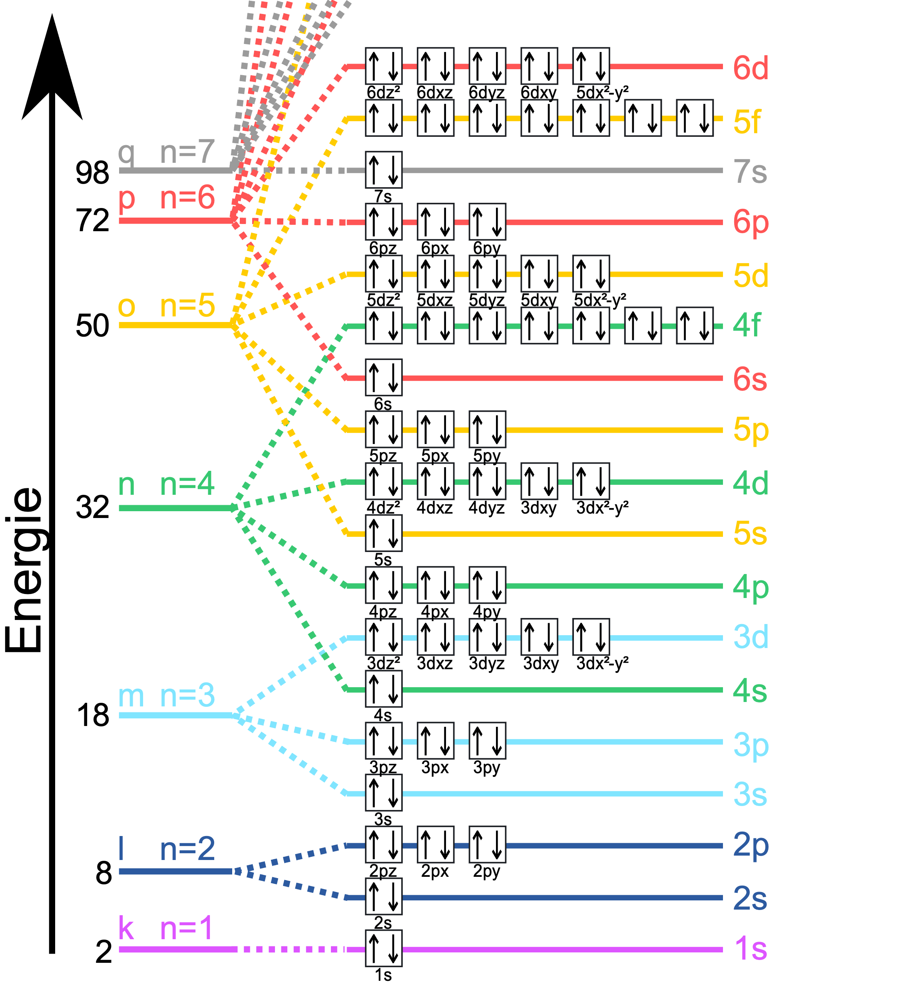 6d
6dz² 6dxz 6dyz 6dxy 5dx²-y²
5f
q n=7
98
7s
7s
p n=6
72
6p
6pz 6px 6py
5d
5dz² 5dxz 5dyz 5dxy 5dx²-y²
o n=5
50
4f
6s
6s
5p
5pz 5px 5py
n n=4
32
4d
4dz² 4dxz 4dyz 3dxy 3dx²-y²
5s
5s
4p
4pz 4px 4py
3d
3dz² 3dxz 3dyz 3dxy 3dx²-y²
m n=3
18
4s
4s
3p
3pz 3px 3py
3s
3s
l n=2
8
2p
2pz 2px 2py
2s
2s
k n=1
2
1s
1s
Energie